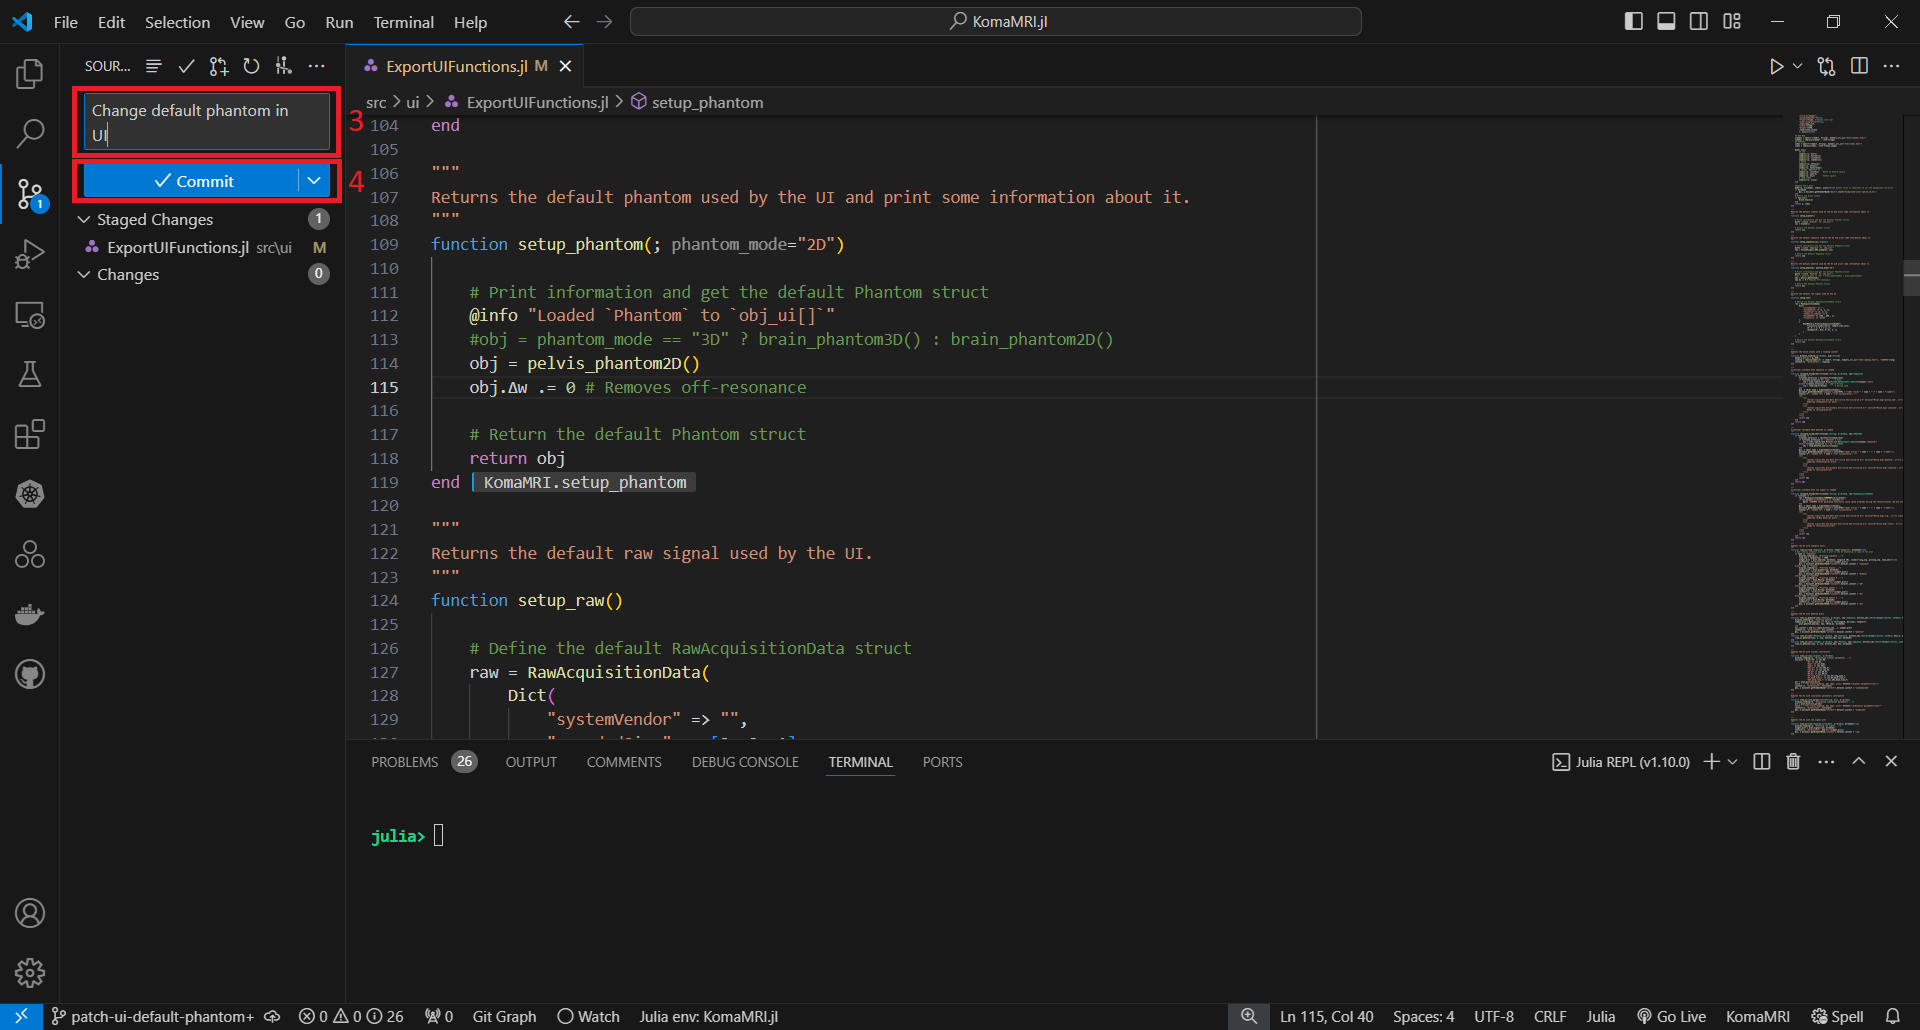 File Edit Selection View Go Run Terminal Help
KomaMRI.jl
SOUR...
Change default phantom in
UI
3
Commit
4
Staged Changes 1
ExportUIFunctions.jl src\ui M
Changes 0
1
ExportUIFunctions.jl M
src > ui > ExportUIFunctions.jl > setup_phantom
104 end
105
106 """
107 Returns the default phantom used by the UI and print some information about it.
108 """
109 function setup_phantom(; phantom_mode="2D")
110
111 # Print information and get the default Phantom struct
112 @info "Loaded `Phantom` to `obj_ui[]`"
113 #obj = phantom_mode == "3D" ? brain_phantom3D() : brain_phantom2D()
114 obj = pelvis_phantom2D()
115 obj.Δw .= 0 # Removes off-resonance
116
117 # Return the default Phantom struct
118 return obj
119 end KomaMRI.setup_phantom
120
121 """
122 Returns the default raw signal used by the UI.
123 """
124 function setup_raw()
125
126 # Define the default RawAcquisitionData struct
127 raw = RawAcquisitionData(
128 Dict(
129 "systemVendor" => "",
PROBLEMS 26 OUTPUT COMMENTS DEBUG CONSOLE TERMINAL PORTS
Julia REPL (v1.10.0)
julia>
patch-ui-default-phantom+ 0 0 26 0 Git Graph Watch Julia env: KomaMRI.jl
Ln 115, Col 40 Spaces: 4 UTF-8 CRLF Julia Go Live KomaMRI Spell